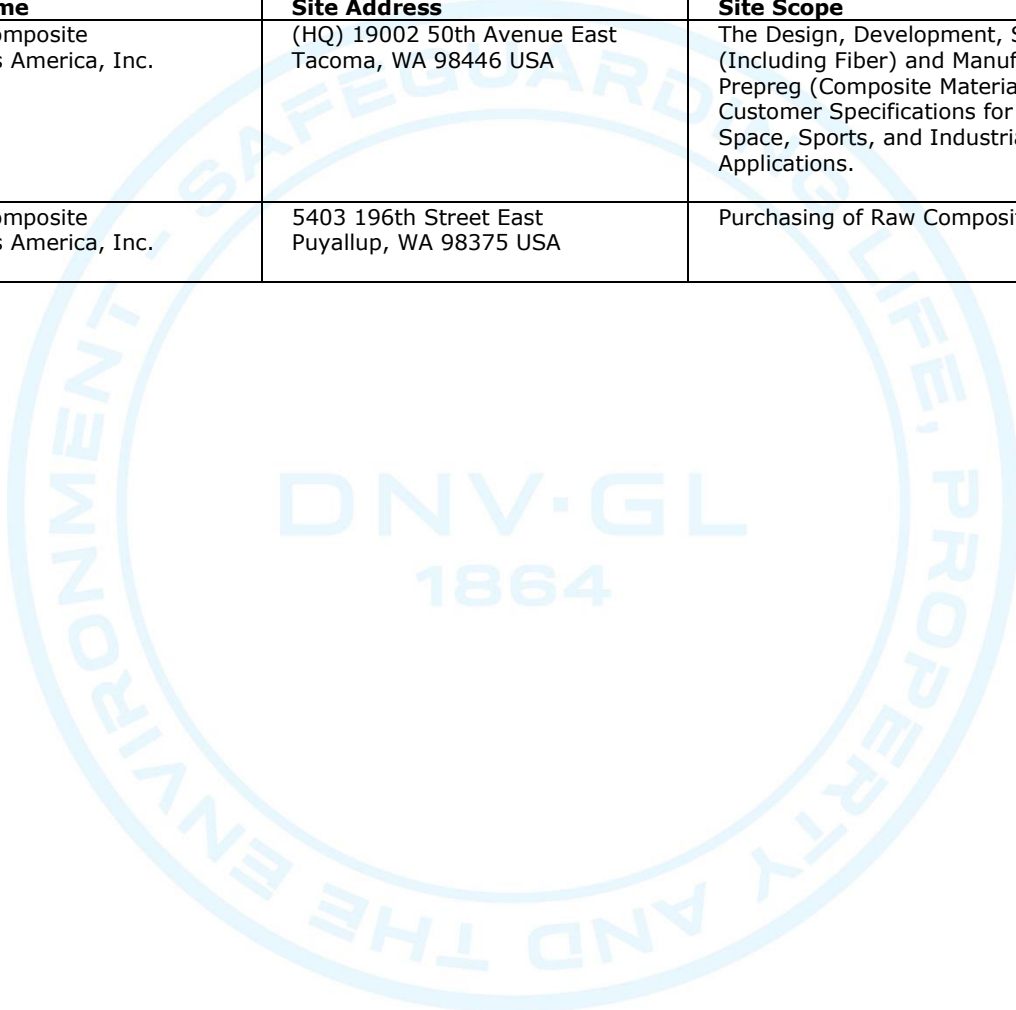 me Site Address Site Scope
omposite (HQ) 19002 50th Avenue East The Design, Development, S
s America, Inc. Tacoma, WA 98446 USA (Including Fiber) and Manuf
Prepreg (Composite Materia
Customer Specifications for
Space, Sports, and Industria
Applications.
omposite 5403 196th Street East Purchasing of Raw Composit
s America, Inc. Puyallup, WA 98375 USA
SAFEGUARDING LIFE, PROPERTY AND THE ENVIRONMENT -
DNV·GL
1864